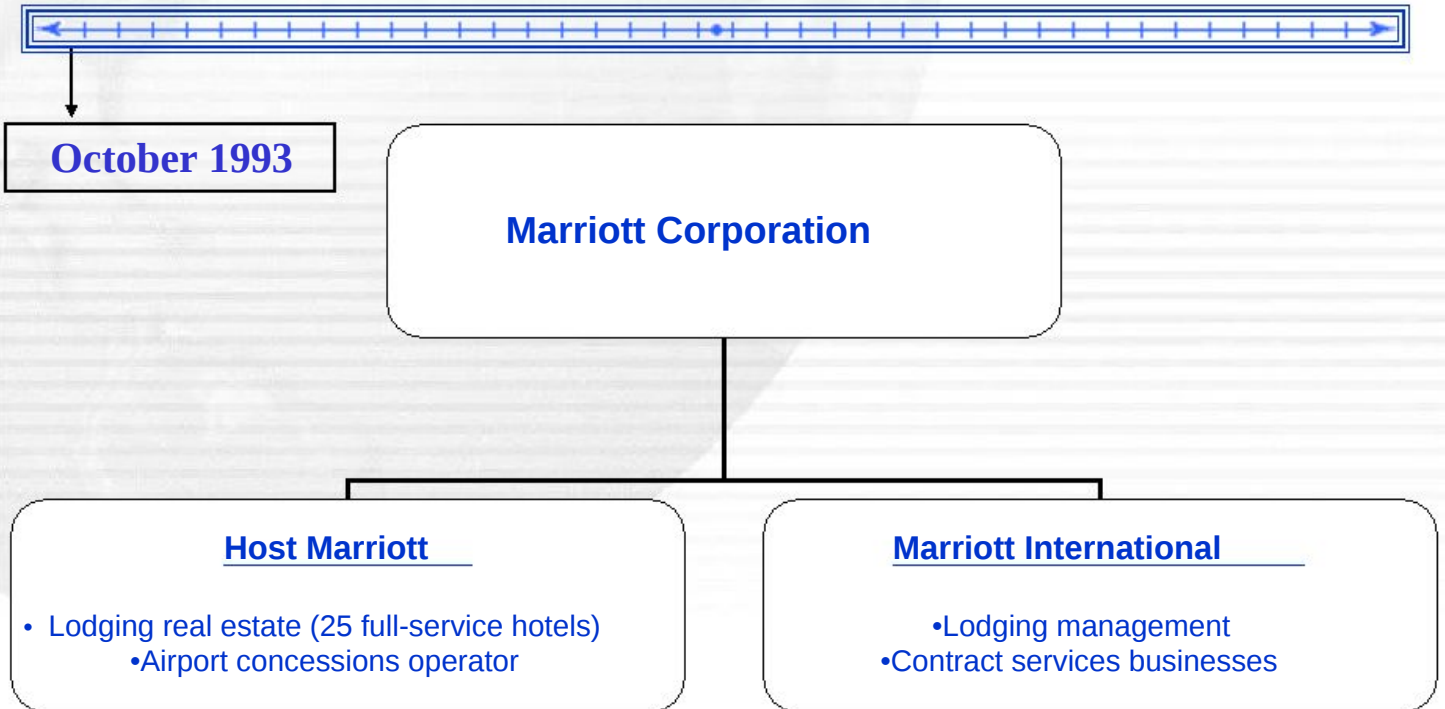 October 1993
Marriott Corporation
Host Marriott
• Lodging real estate (25 full-service hotels)
•Airport concessions operator
Marriott International
•Lodging management
•Contract services businesses